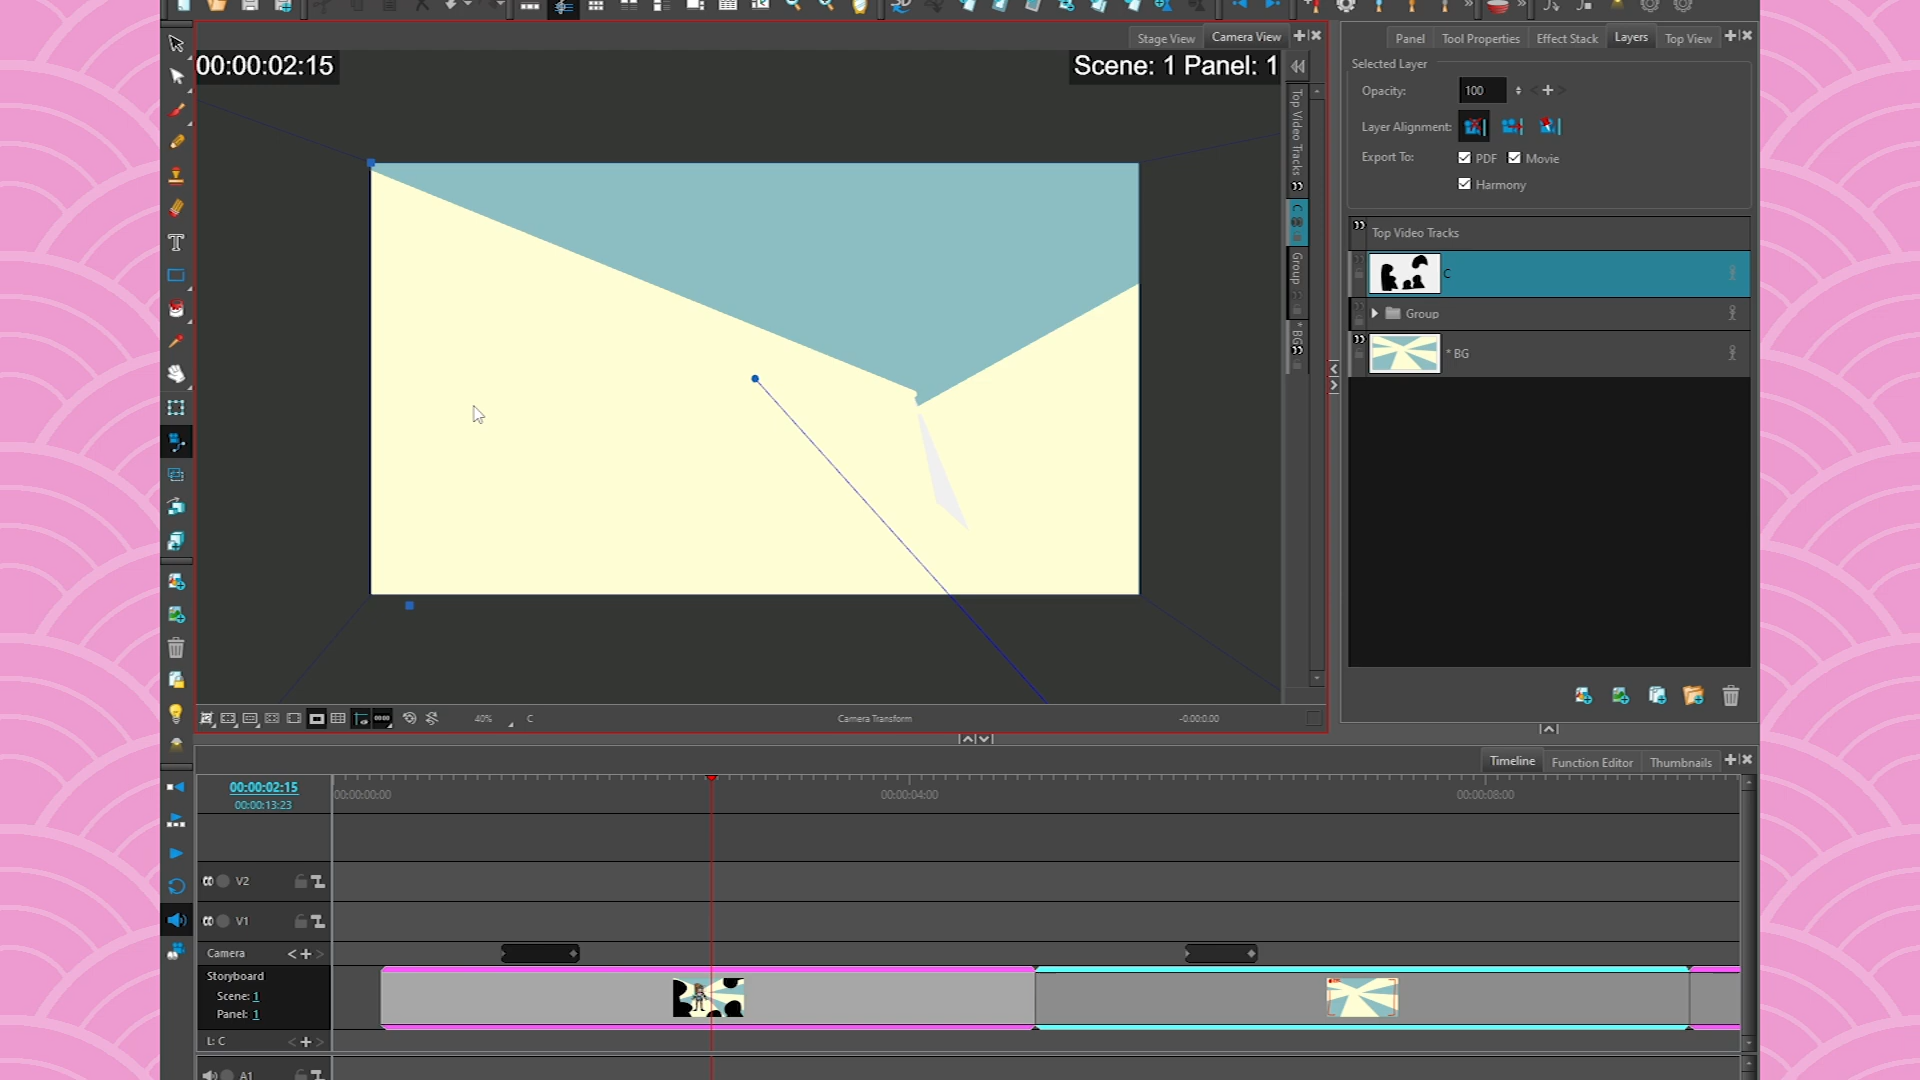 Stage View
Camera View
00:00:02:15
Scene: 1 Panel: 1
Top Video Tracks
C
Group
* BG
Panel
Tool Properties
Effect Stack
Layers
Top View
Selected Layer
Opacity:
100
Layer Alignment:
Export To:
PDF
Movie
Harmony
Top Video Tracks
C
Group
* BG
40%
C
Camera Transform
-0:00:0:00
Timeline
Function Editor
Thumbnails
00:00:02:15
00:00:13:23
00:00:00:00
00:00:04:00
00:00:08:00
V2
V1
Camera
Storyboard
Scene: 1
Panel: 1
L: C
A1